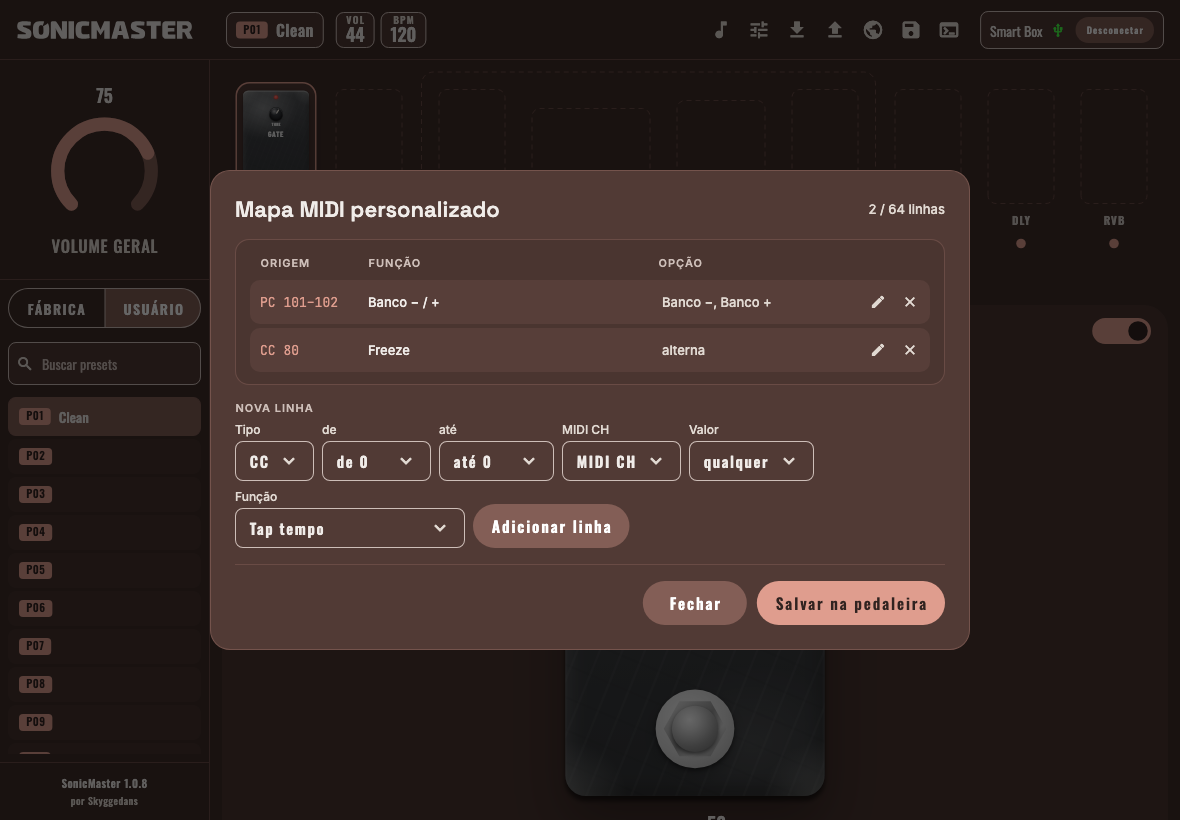 SONICMASTER
P01 Clean
VOL 44
BPM 120
Smart Box
Desconectar
75
VOLUME GERAL
FÁBRICA USUÁRIO
Buscar presets
P01 Clean
P02
P03
P04
P05
P06
P07
P08
P09
SonicMaster 1.0.8
por Skyggedans
GATE
DLY
RVB
Mapa MIDI personalizado
2 / 64 linhas
ORIGEM FUNÇÃO OPÇÃO
PC 101–102 Banco – / + Banco –, Banco +
CC 80 Freeze alterna
NOVA LINHA
Tipo de até MIDI CH Valor
CC de 0 até 0 MIDI CH qualquer
Função
Tap tempo Adicionar linha
Fechar Salvar na pedaleira